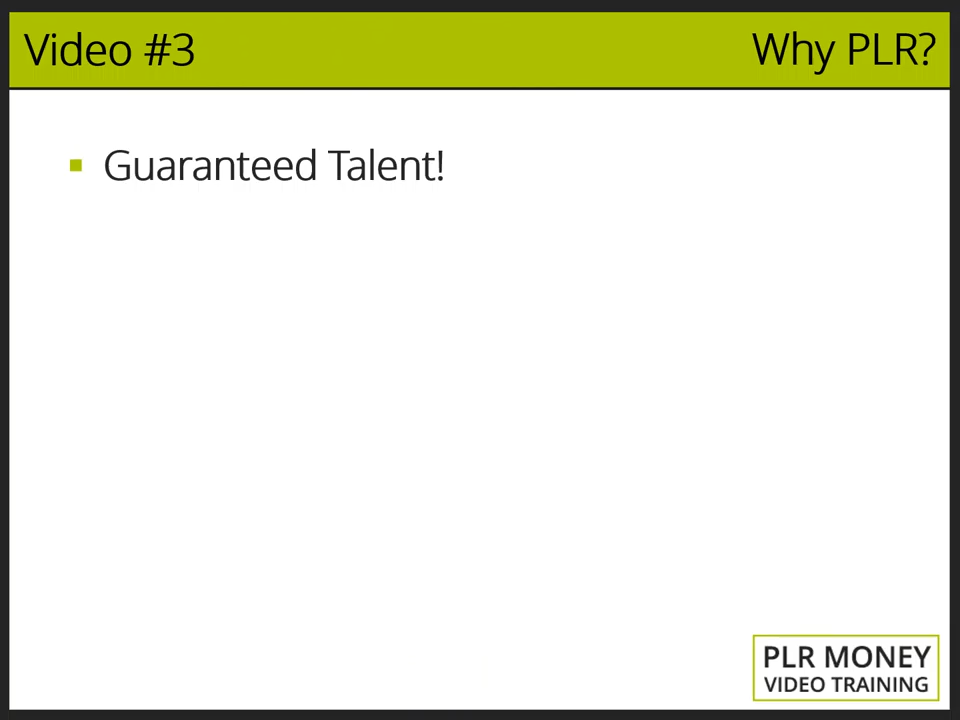 Video #3
Why PLR?
Guaranteed Talent!
PLR MONEY
VIDEO TRAINING